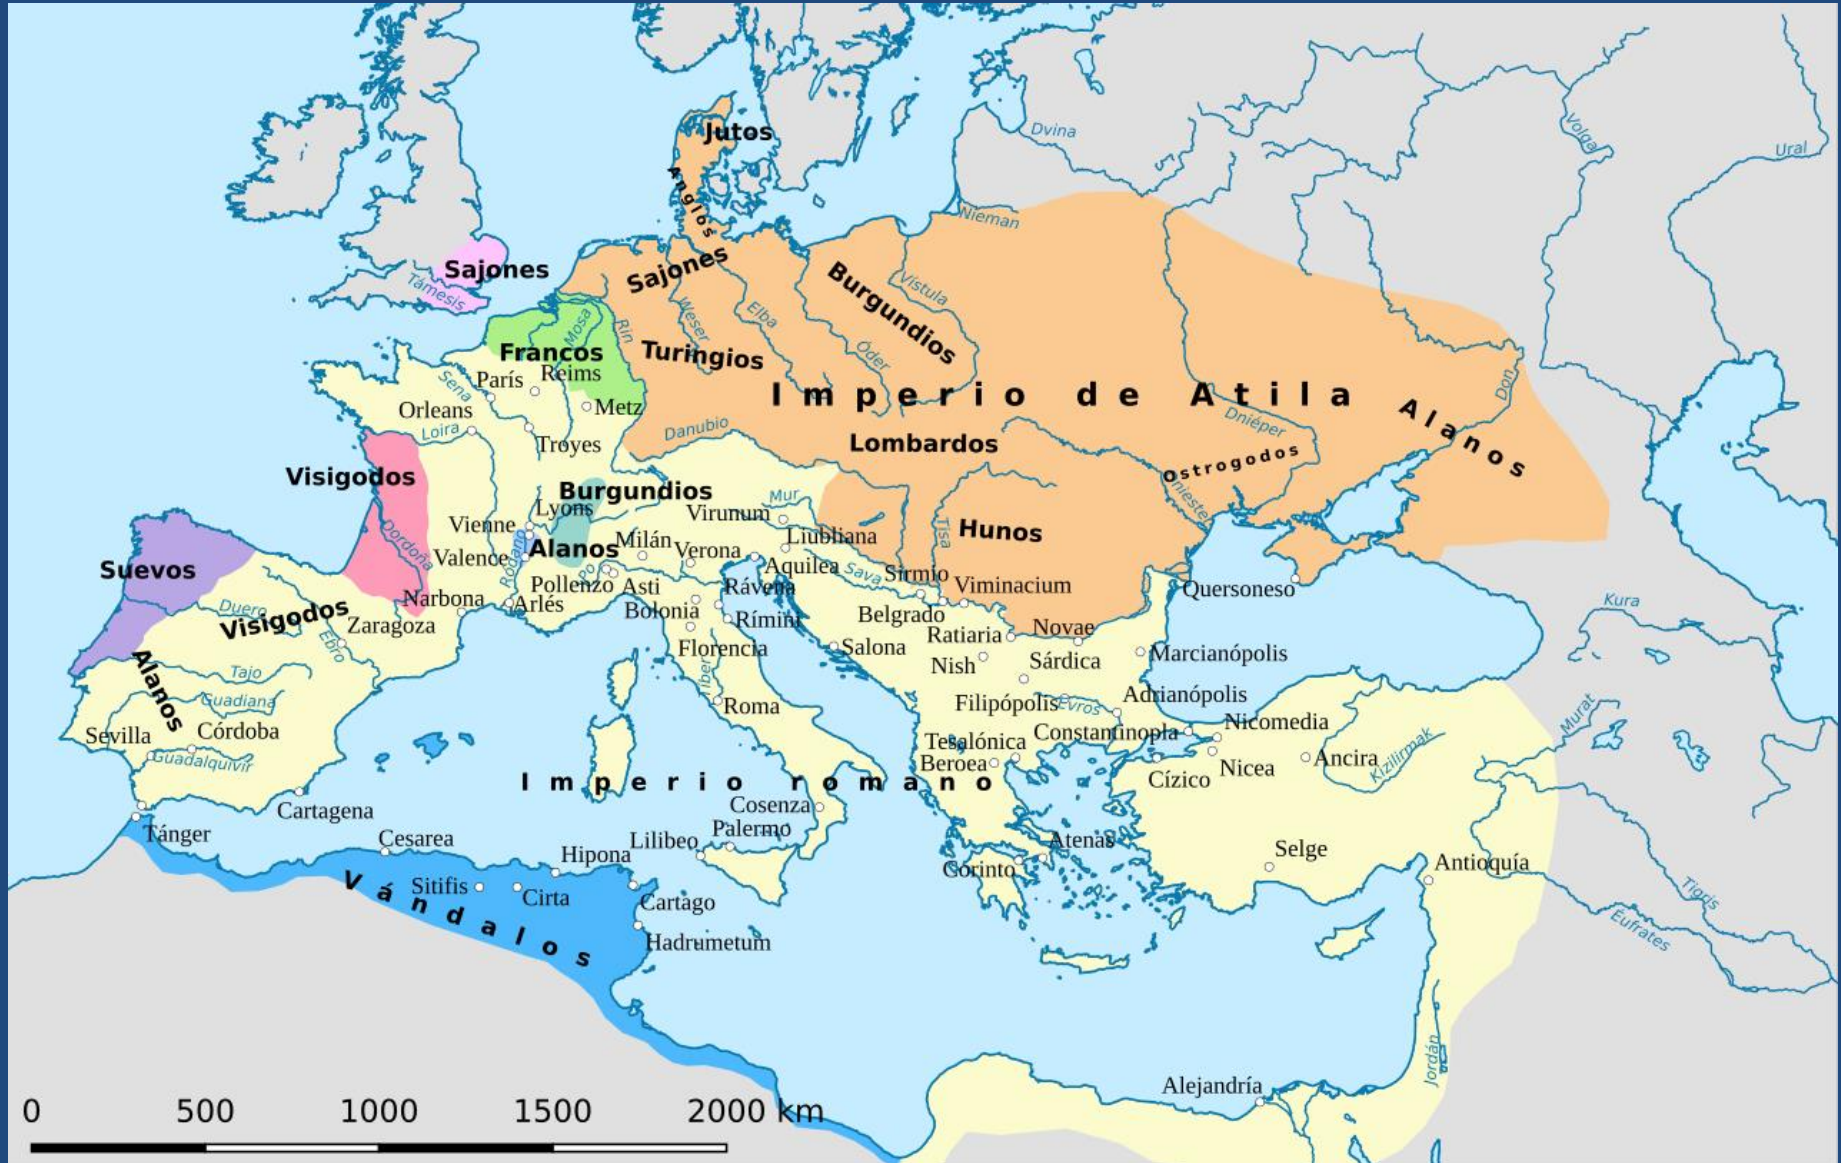 Jutos
Dvina
Volga
Ural
Anglos
Nieman
Sajones
Támesis
Sajones
Weser
Elba
Burgundios
Vístula
Óder
Mosa
Rin
Francos
Turingios
Sena
París
Reims
Imperio de Atila
Orleans
Metz
Loira
Troyes
Danubio
Lombardos
Dniéper
Don
Alanos
Ostrogodos
Dniester
Visigodos
Burgundios
Lyons
Mur
Virunum
Vienne
Milán
Verona
Liubliana
Tisa
Hunos
Dordoña
Valence
Ródano
Alanos
Pollenzo
Po
Asti
Aquilea
Sava
Sirmio
Viminacium
Quersoneso
Suevos
Narbona
Arlés
Rávena
Bolonia
Rímini
Belgrado
Kura
Duero
Visigodos
Zaragoza
Ebro
Florencia
Salona
Ratiaria
Novae
Nish
Sárdica
Marcianópolis
Alanos
Tajo
Guadiana
Tíber
Roma
Filipópolis
Evros
Adrianópolis
Murat
Sevilla
Córdoba
Guadalquivir
Tesalónica
Constantinopla
Nicomedia
Beroea
Cízico
Nicea
Ancira
Kizilirmak
Imperio romano
Cartagena
Cosenza
Tánger
Cesarea
Lilibeo
Palermo
Atenas
Hipona
Corinto
Selge
Antioquía
Vándalos
Sitifis
Cirta
Cartago
Tigris
Éufrates
Hadrumetum
Jordán
Alejandría
0 500 1000 1500 2000 km